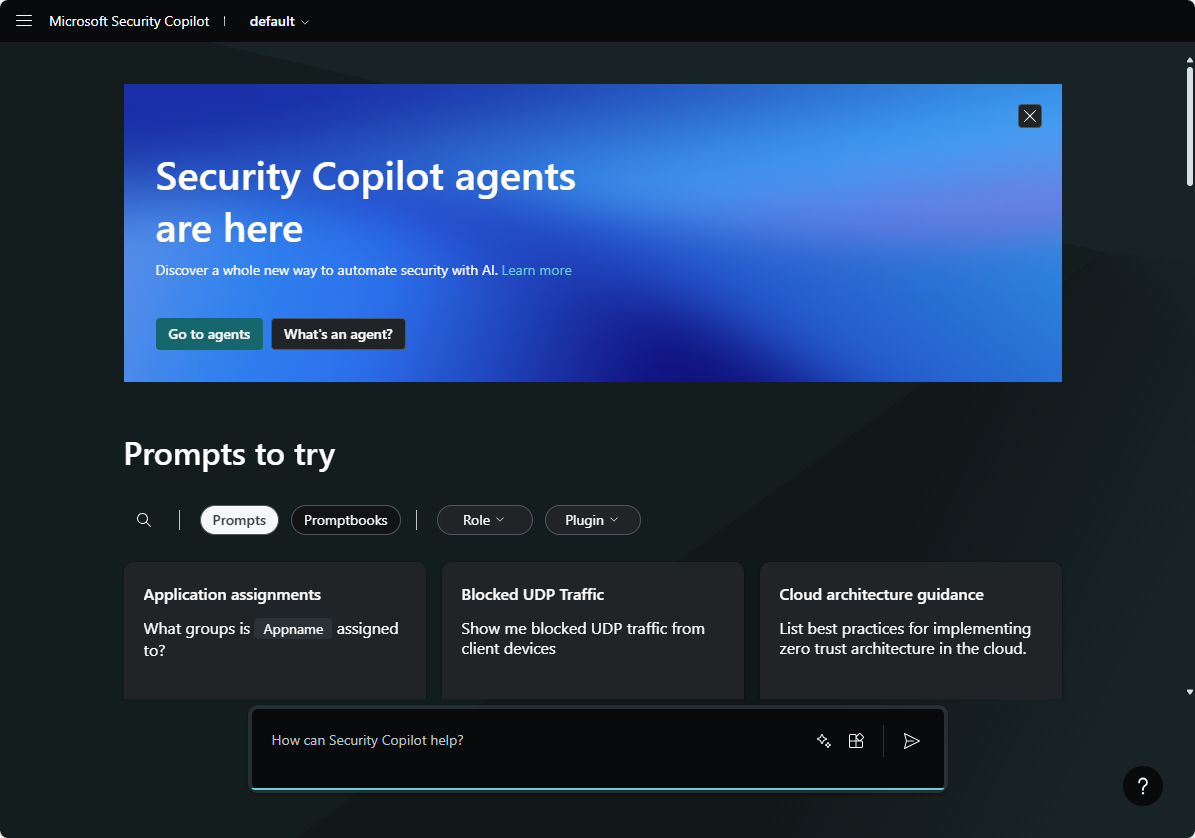 Microsoft Security Copilot | default
Security Copilot agents
are here
Discover a whole new way to automate security with AI. Learn more
Go to agents What's an agent?
Prompts to try
Prompts Promptbooks Role Plugin
Application assignments
What groups is Appname assigned
to?
Blocked UDP Traffic
Show me blocked UDP traffic from
client devices
Cloud architecture guidance
List best practices for implementing
zero trust architecture in the cloud.
How can Security Copilot help?
?